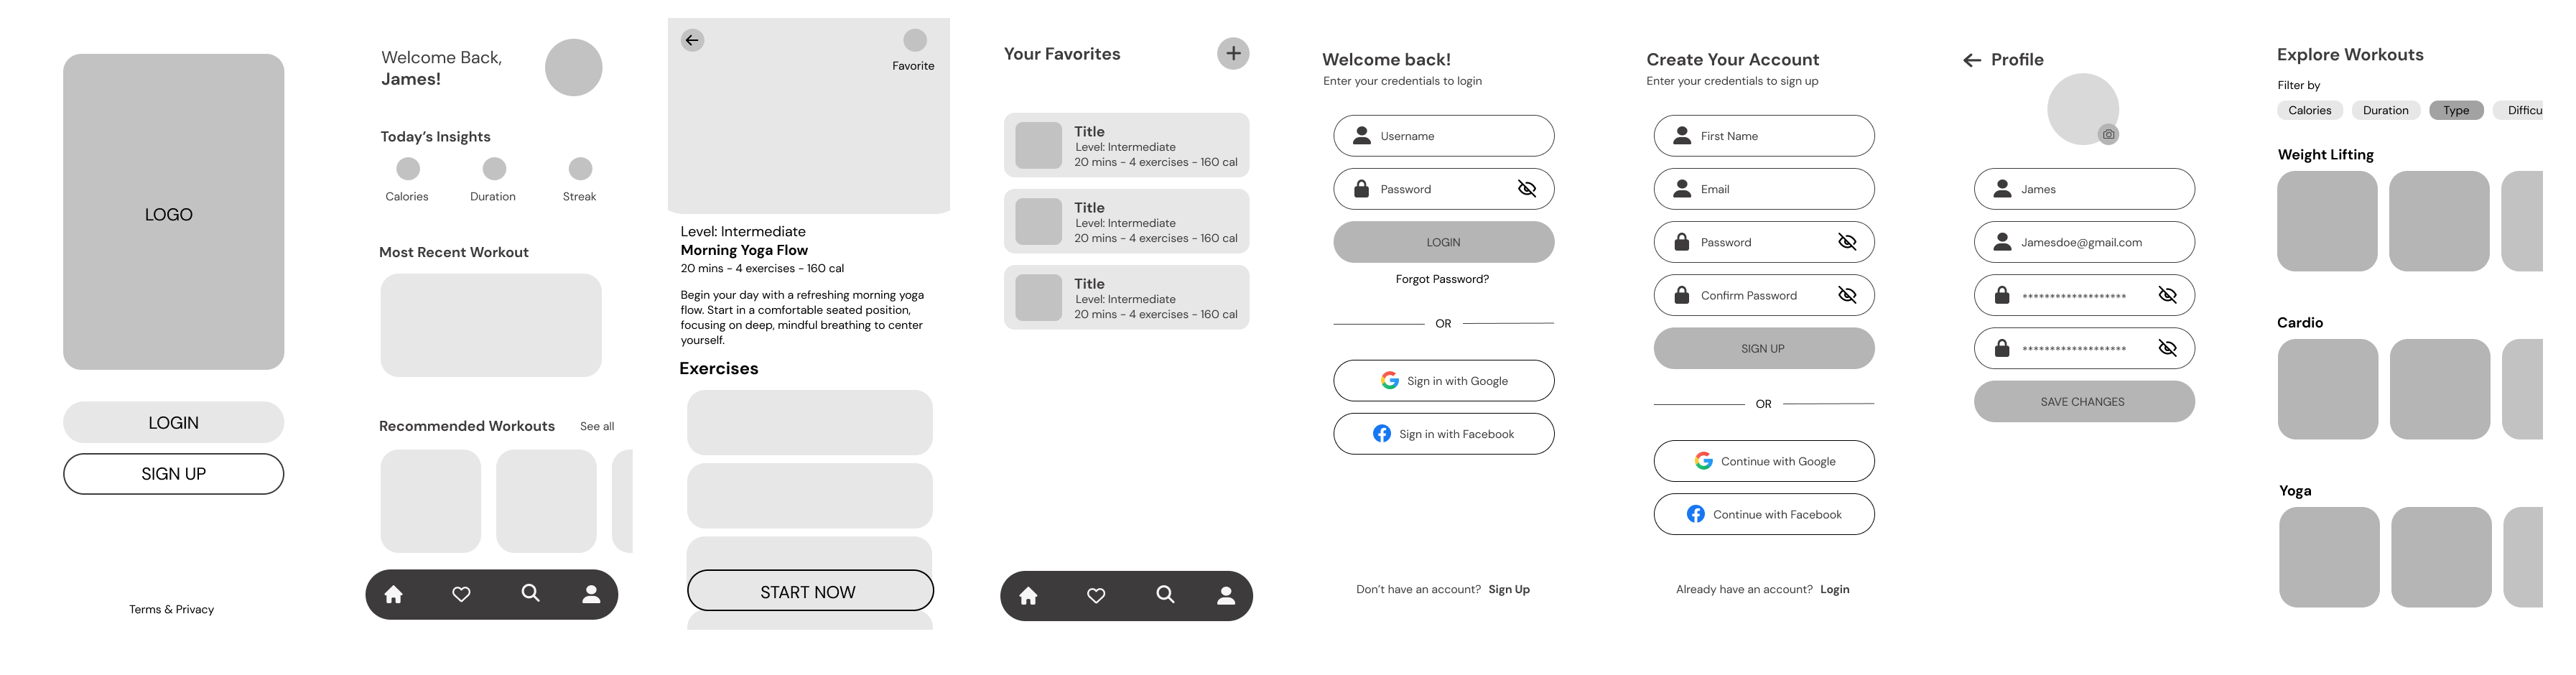 LOGO
LOGIN
SIGN UP
Terms & Privacy
Welcome Back,
James!
Today's Insights
Calories
Duration
Streak
Most Recent Workout
Recommended Workouts
See all
Favorite
Level: Intermediate
Morning Yoga Flow
20 mins - 4 exercises - 160 cal
Begin your day with a refreshing morning yoga
flow. Start in a comfortable seated position,
focusing on deep, mindful breathing to center
yourself.
Exercises
START NOW
Your Favorites
Title
Level: Intermediate
20 mins - 4 exercises - 160 cal
Title
Level: Intermediate
20 mins - 4 exercises - 160 cal
Title
Level: Intermediate
20 mins - 4 exercises - 160 cal
Welcome back!
Enter your credentials to login
Username
Password
LOGIN
Forgot Password?
OR
Sign in with Google
Sign in with Facebook
Don't have an account? Sign Up
Create Your Account
Enter your credentials to sign up
First Name
Email
Password
Confirm Password
SIGN UP
OR
Continue with Google
Continue with Facebook
Already have an account? Login
Profile
James
Jamesdoe@gmail.com
*******************
*******************
SAVE CHANGES
Explore Workouts
Filter by
Calories
Duration
Type
Difficu
Weight Lifting
Cardio
Yoga